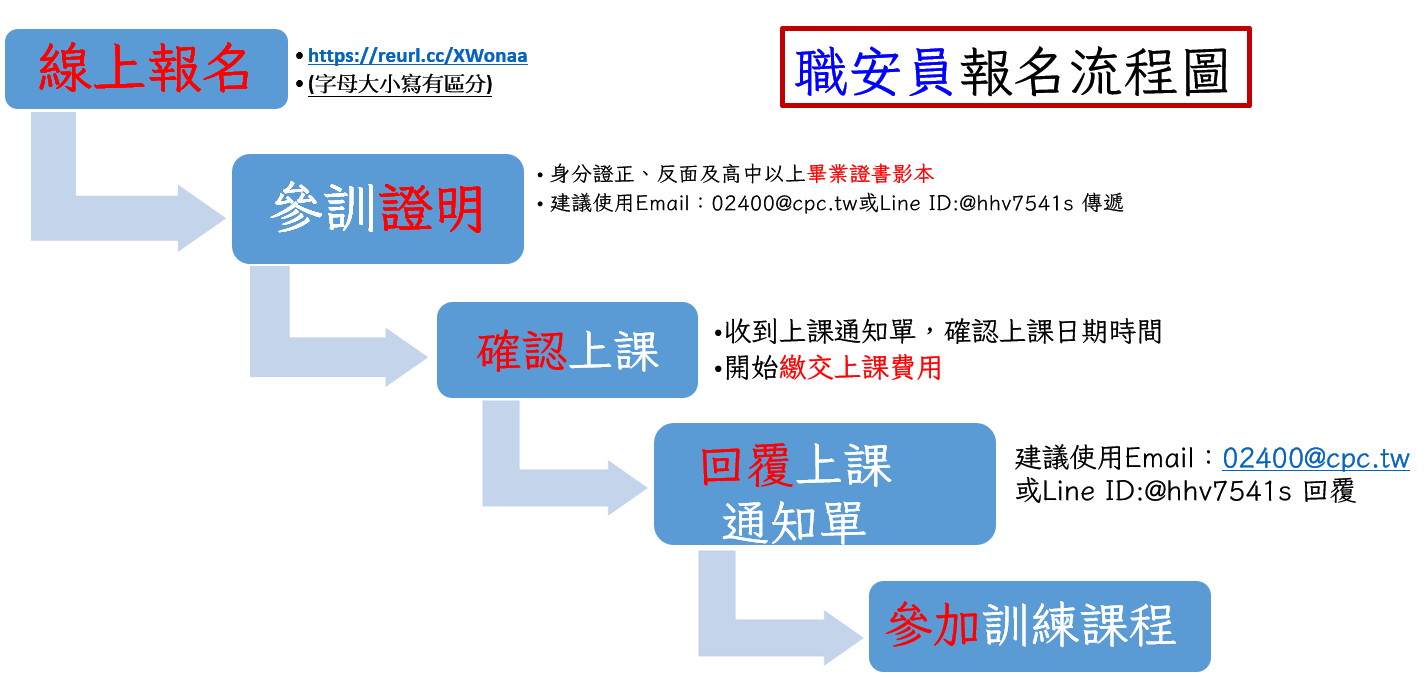 線上報名
• https://reurl.cc/XWonaa
• (字母大小寫有區分)
職安員報名流程圖
參訓證明
• 身分證正、反面及高中以上畢業證書影本
• 建議使用Email：02400@cpc.tw或Line ID:@hhv7541s 傳遞
確認上課
•收到上課通知單，確認上課日期時間
•開始繳交上課費用
回覆上課
通知單
建議使用Email：02400@cpc.tw
或Line ID:@hhv7541s 回覆
參加訓練課程